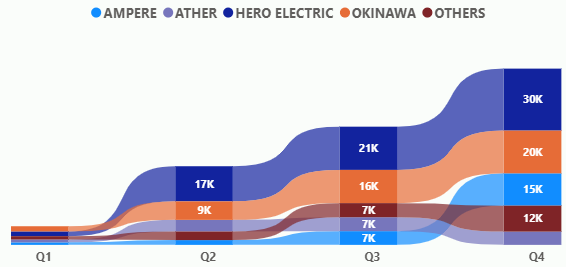 AMPERE ATHER HERO ELECTRIC OKINAWA OTHERS
30K
20K
15K
12K
21K
16K
7K
7K
7K
17K
9K
Q1 Q2 Q3 Q4